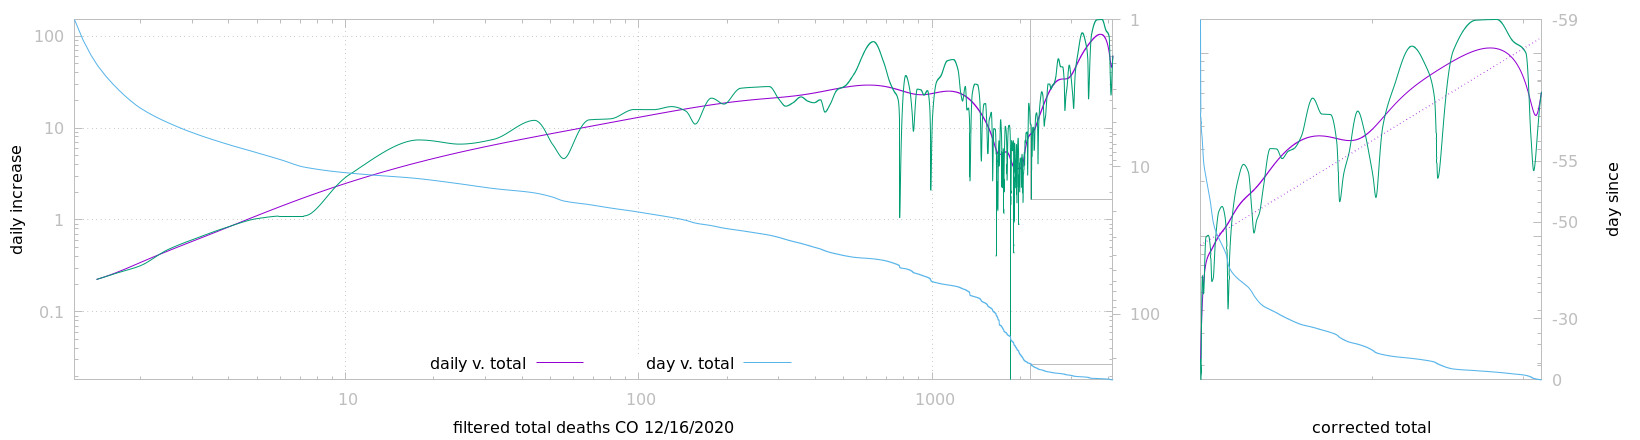 100
10
1
0.1
daily increase
daily v. total
day v. total
10
100
1000
filtered total deaths CO 12/16/2020
1
10
100
-59
-55
-50
-30
0
day since
corrected total